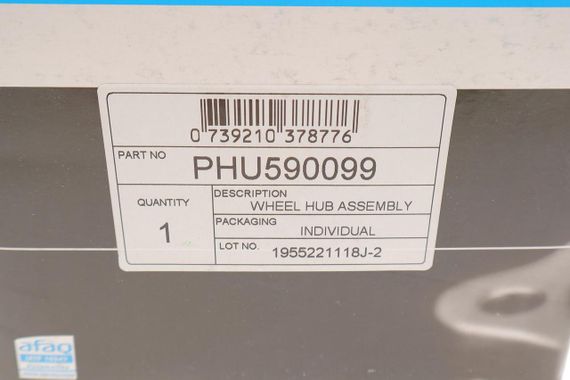 0 739210 378776
PART NO
PHU590099
QUANTITY
1
DESCRIPTION
WHEEL HUB ASSEMBLY
PACKAGING
INDIVIDUAL
LOT NO.
1955221118J-2
afaq